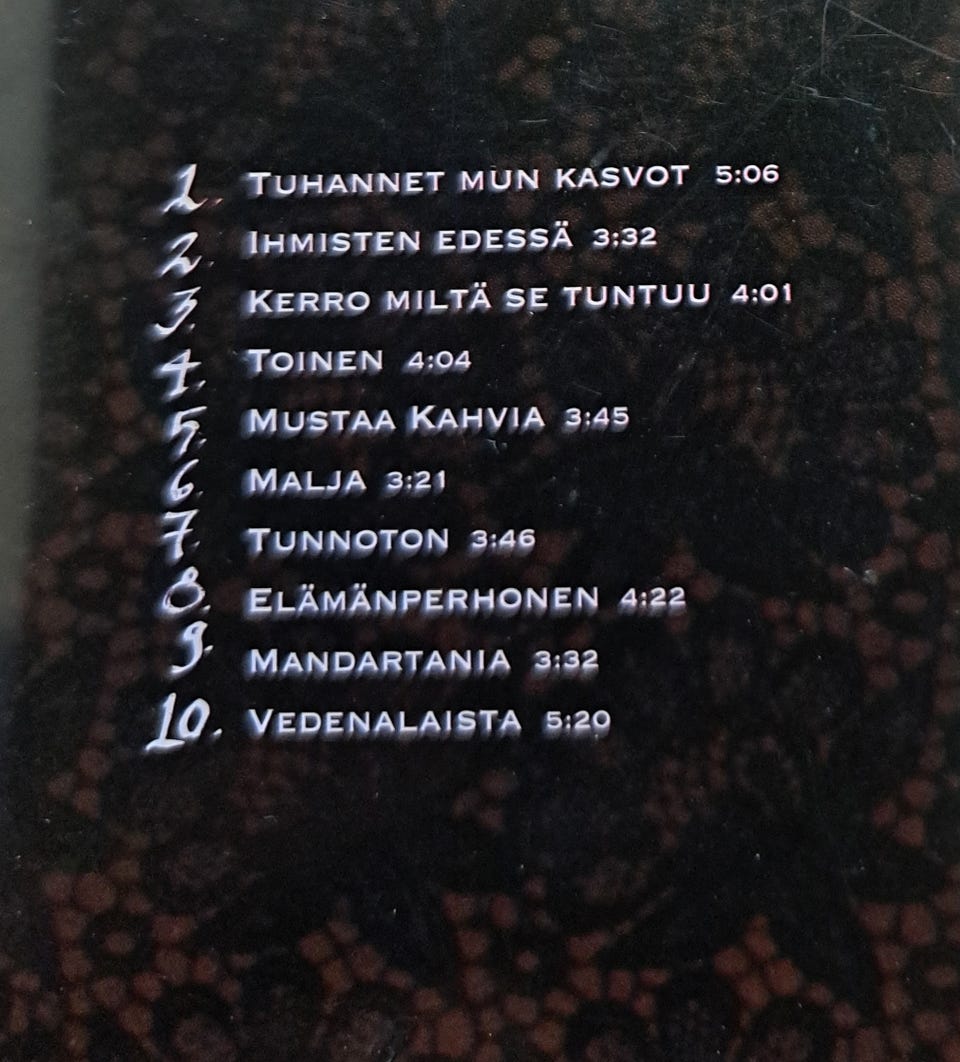 1. TUHANNET MUN KASVOT 5:06
2. IHMISTEN EDESSÄ 3:32
3. KERRO MILTÄ SE TUNTUU 4:01
4. TOINEN 4:04
5. MUSTAA KAHVIA 3:45
6. MALJA 3:21
7. TUNNOTON 3:46
8. ELÄMÄNPERHONEN 4:22
9. MANDARTANIA 3:32
10. VEDENALAISTA 5:20